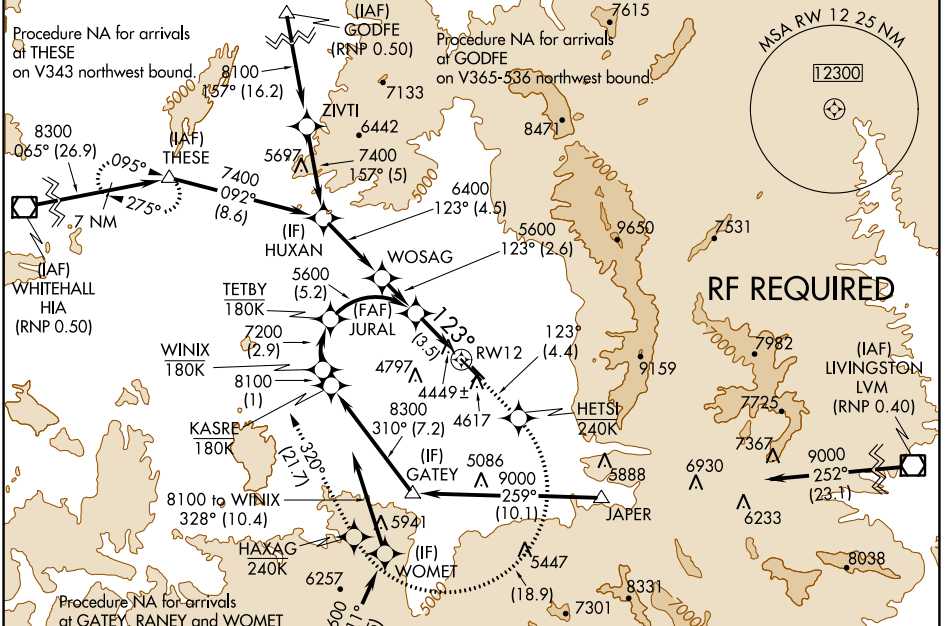 (IAF)
GODFE
(RNP 0.50)
7615
MSA RW 12 25 NM
Procedure NA for arrivals
at THESE
on V343 northwest bound.
Procedure NA for arrivals
at GODFE
on V365-536 northwest bound.
8100
157° (16.2)
12300
7133
ZIVTI
6442
8471
8300
065° (26.9)
(IAF)
THESE
5697
7400
157° (5)
5000
095°
275°
7 NM
7400
092°
(8.6)
6400
123° (4.5)
(IF)
HUXAN
5600
123° (2.6)
9650
7531
(IAF)
WHITEHALL
HIA
(RNP 0.50)
WOSAG
RF REQUIRED
5600
(5.2)
TETBY
180K
(FAF)
JURAL
123°
(3.5)
RW12
123°
(4.4)
7200
(2.9)
7982
9159
WINIX
180K
4797
4449±
4617
(IAF)
LIVINGSTON
LVM
(RNP 0.40)
8100
(1)
7725
KASRE
180K
8300
310° (7.2)
HETSI
240K
7367
320°
(21.7)
(IF)
GATEY
5086
9000
259°
(10.1)
5888
6930
9000
252°
(23.1)
JAPER
6233
8100 to WINIX
328° (10.4)
5941
HAXAG
240K
(IF)
WOMET
5447
8038
6257
5000
(18.9)
8331
7301
7000
Procedure NA for arrivals
at GATEY, RANEY and WOMET